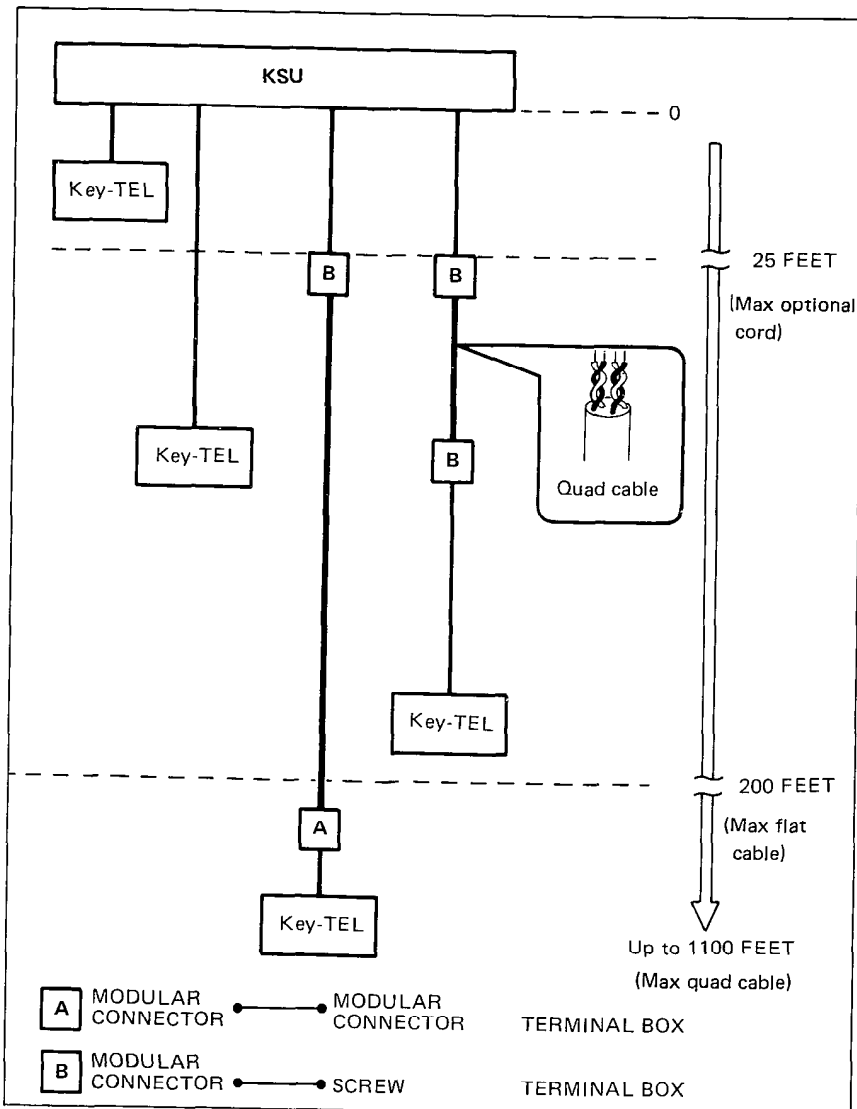 KSU
0
Key-TEL
B
B
25 FEET
(Max optional
cord)
Key-TEL
B
Quad cable
Key-TEL
200 FEET
A
(Max flat
cable)
Key-TEL
Up to 1100 FEET
(Max quad cable)
A MODULAR CONNECTOR MODULAR CONNECTOR TERMINAL BOX
B MODULAR CONNECTOR SCREW TERMINAL BOX